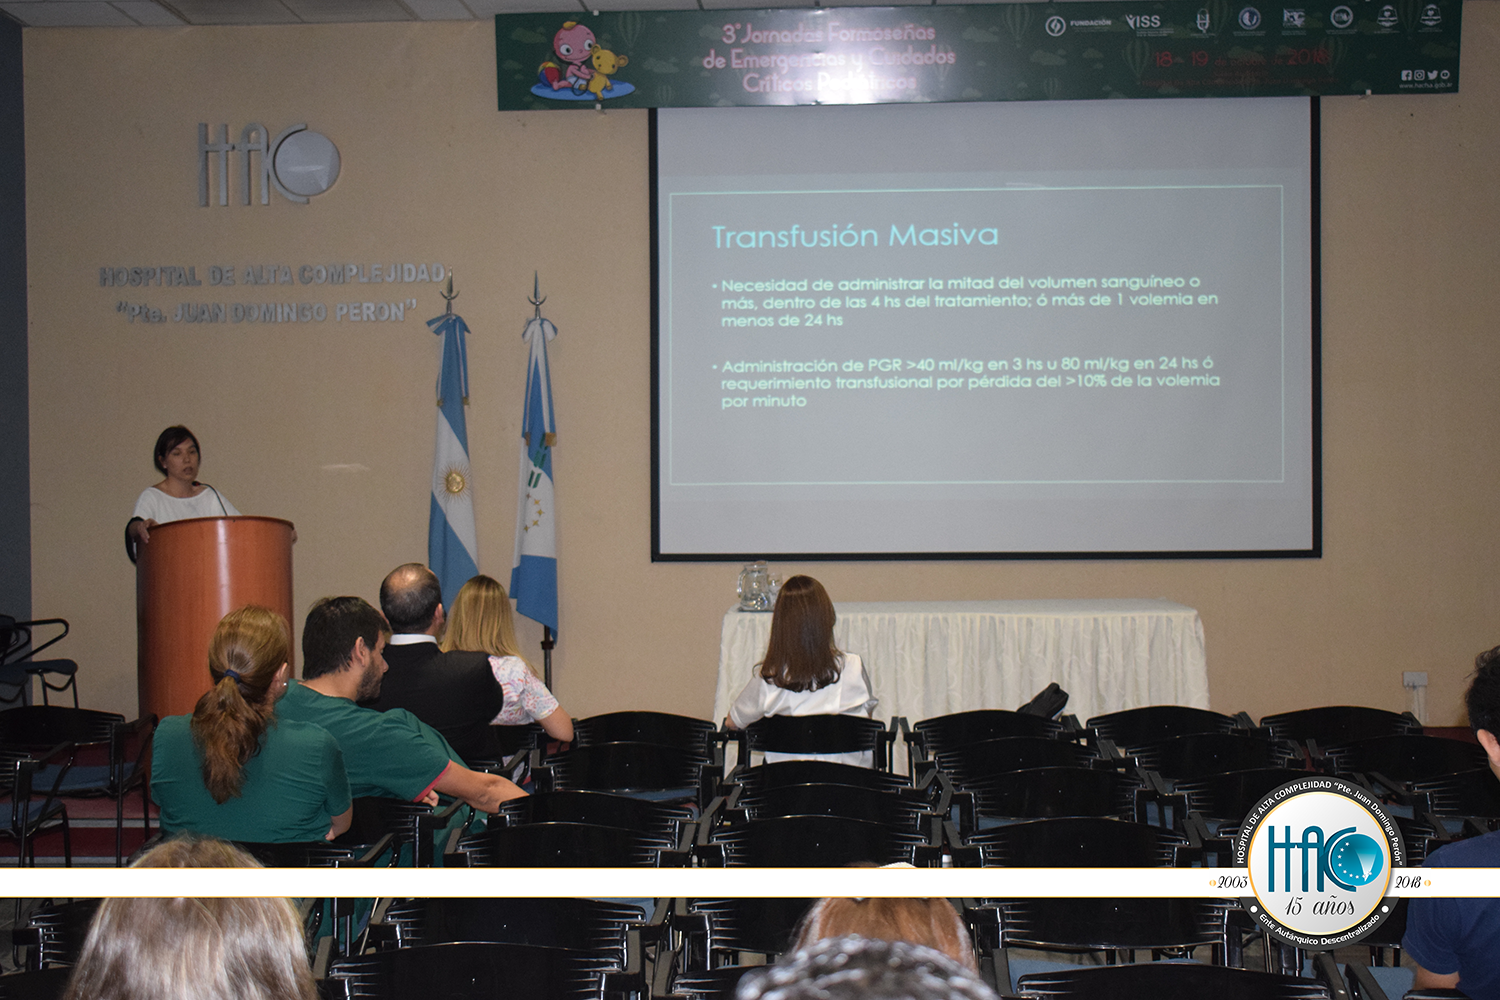 3° Jornadas Formoseñas
de Emergencias y Cuidados
Críticos Pediátricos
FUNDACIÓN
VISS
18 - 19 de 2018
HAC
HOSPITAL DE ALTA COMPLEJIDAD
“Pte. JUAN DOMINGO PERON”
Transfusión Masiva
• Necesidad de administrar la mitad del volumen sanguíneo o
más, dentro de las 4 hs del tratamiento; ó más de 1 volemia en
menos de 24 hs
• Administración de PGR >40 ml/kg en 3 hs u 80 ml/kg en 24 hs ó
requerimiento transfusional por pérdida del >10% de la volemia
por minuto
HOSPITAL DE ALTA COMPLEJIDAD "Pte. Juan Domingo Perón"
2003
HAC
2018
15 años
Ente Autárquico Descentralizado